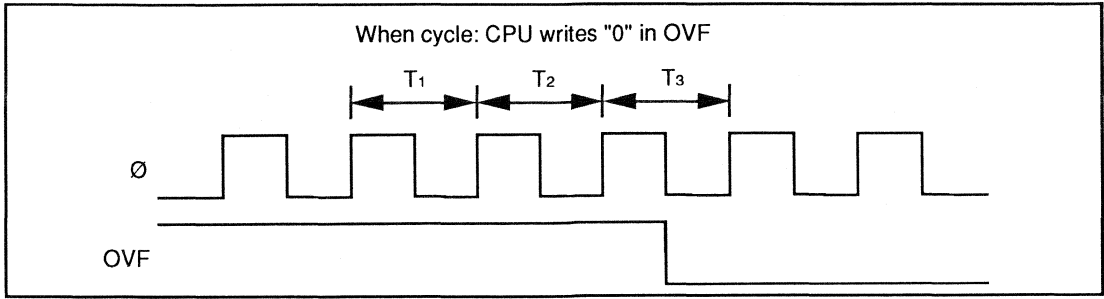 When cycle: CPU writes "0" in OVF
T1 T2 T3
Ø
OVF